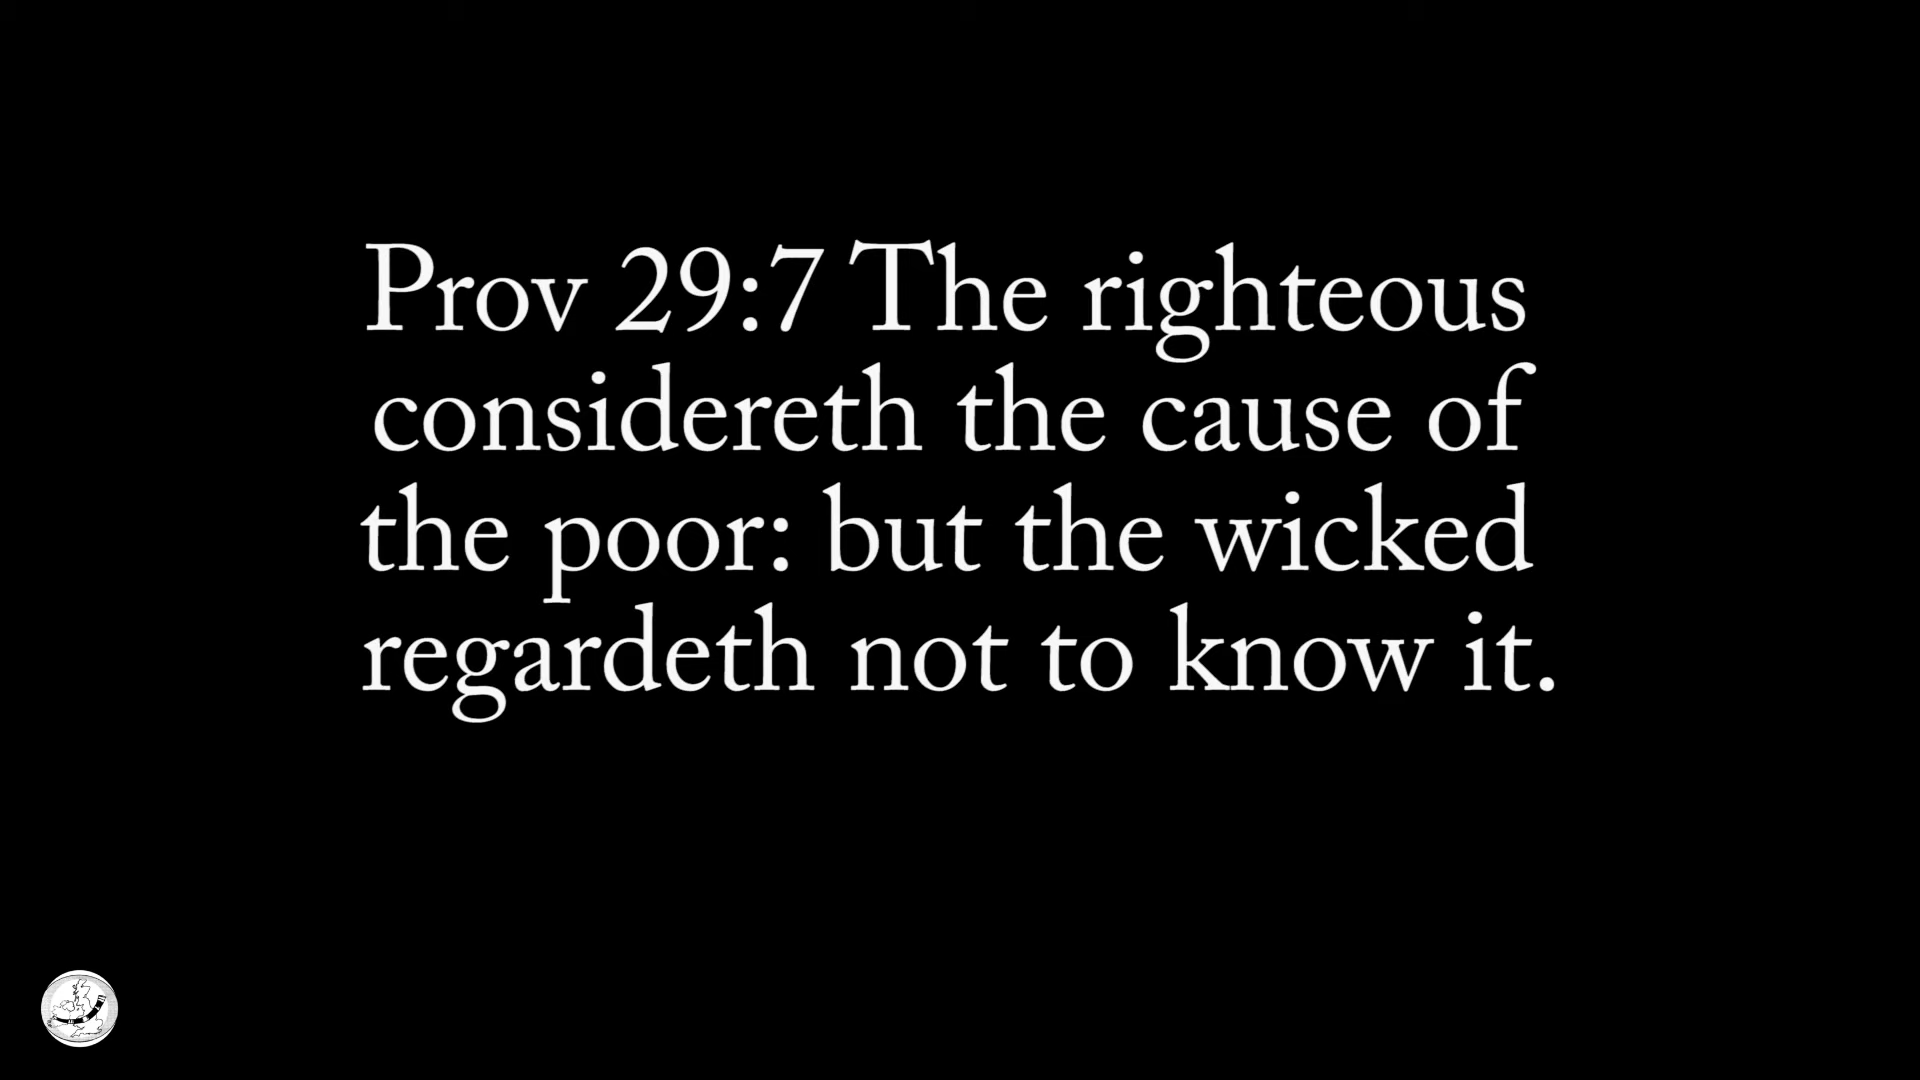 Prov 29:7 The righteous
considereth the cause of
the poor: but the wicked
regardeth not to know it.